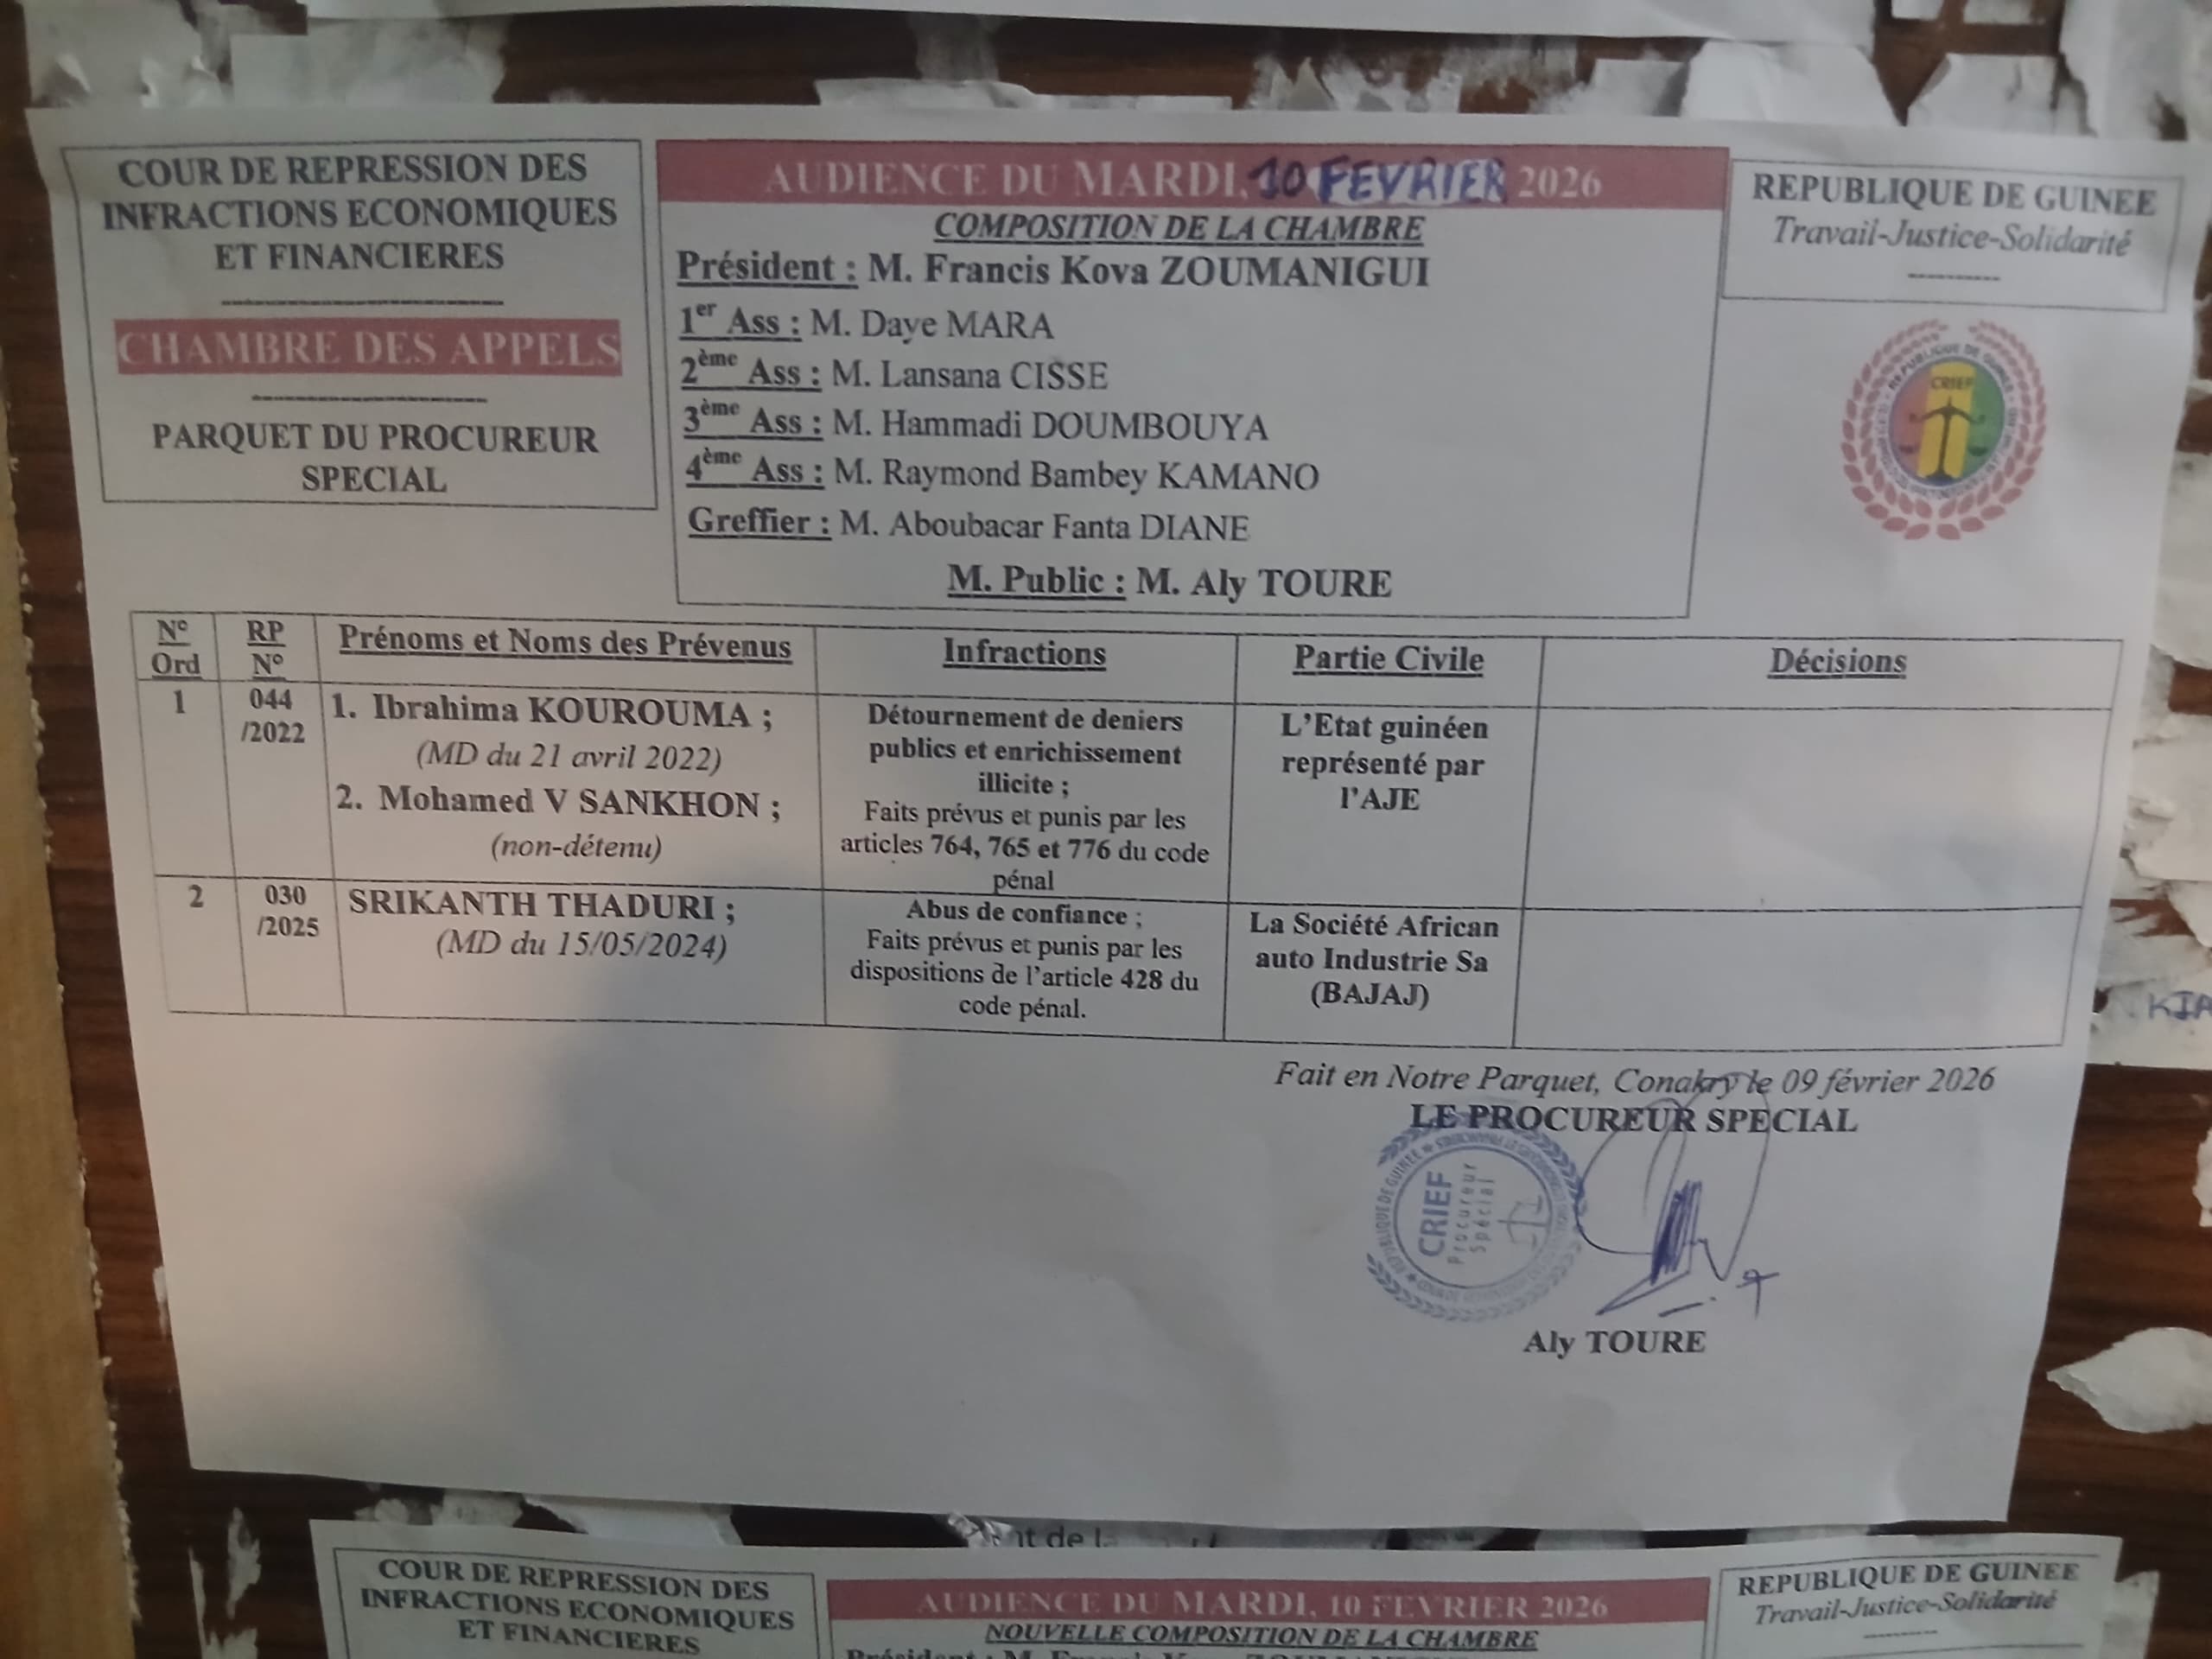 COUR DE REPRESSION DES
INFRACTIONS ECONOMIQUES
ET FINANCIERES
CHAMBRE DES APPELS
PARQUET DU PROCUREUR
SPECIAL
AUDIENCE DU MARDI, 10 FEVRIER 2026
COMPOSITION DE LA CHAMBRE
Président : M. Francis Kova ZOUMANIGUI
1er Ass : M. Daye MARA
2ème Ass : M. Lansana CISSE
3ème Ass : M. Hammadi DOUMBOUYA
4ème Ass : M. Raymond Bambey KAMANO
Greffier : M. Aboubacar Fanta DIANE
M. Public : M. Aly TOURE
REPUBLIQUE DE GUINEE
Travail-Justice-Solidarité
REPUBLIQUE DE GUINEE
CRIEF
N° Ord
RP N°
Prénoms et Noms des Prévenus
Infractions
Partie Civile
Décisions
1
044
/2022
1. Ibrahima KOUROUMA ;
(MD du 21 avril 2022)
2. Mohamed V SANKHON ;
(non-détenu)
Détournement de deniers
publics et enrichissement
illicite ;
Faits prévus et punis par les
articles 764, 765 et 776 du code
pénal
L'Etat guinéen
représenté par
l'AJE
2
030
/2025
SRIKANTH THADURI ;
(MD du 15/05/2024)
Abus de confiance ;
Faits prévus et punis par les
dispositions de l'article 428 du
code pénal.
La Société African
auto Industrie Sa
(BAJAJ)
Fait en Notre Parquet, Conakry le 09 février 2026
LE PROCUREUR SPECIAL
REPUBLIQUE DE GUINEE
CRIEF
Procureur
Spécial
Aly TOURE
KIA
nt de l
COUR DE REPRESSION DES
INFRACTIONS ECONOMIQUES
ET FINANCIERES
AUDIENCE DU MARDI, 10 FEVRIER 2026
NOUVELLE COMPOSITION DE LA CHAMBRE
REPUBLIQUE DE GUINEE
Travail-Justice-Solidarité